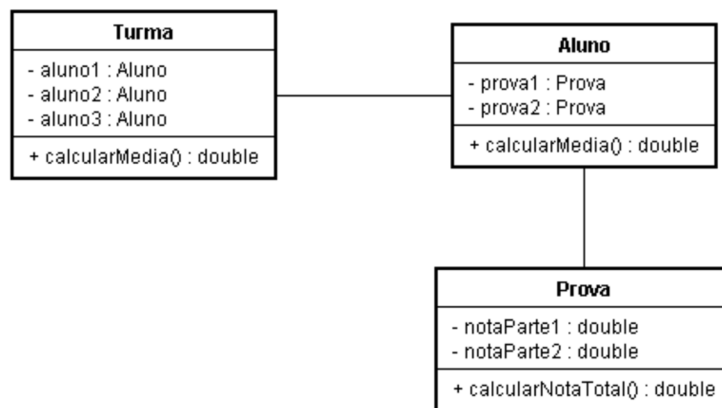 Turma
- aluno1 : Aluno
- aluno2 : Aluno
- aluno3 : Aluno
+ calcularMedia() : double
Aluno
- prova1 : Prova
- prova2 : Prova
+ calcularMedia() : double
Prova
- notaParte1 : double
- notaParte2 : double
+ calcularNotaTotal() : double